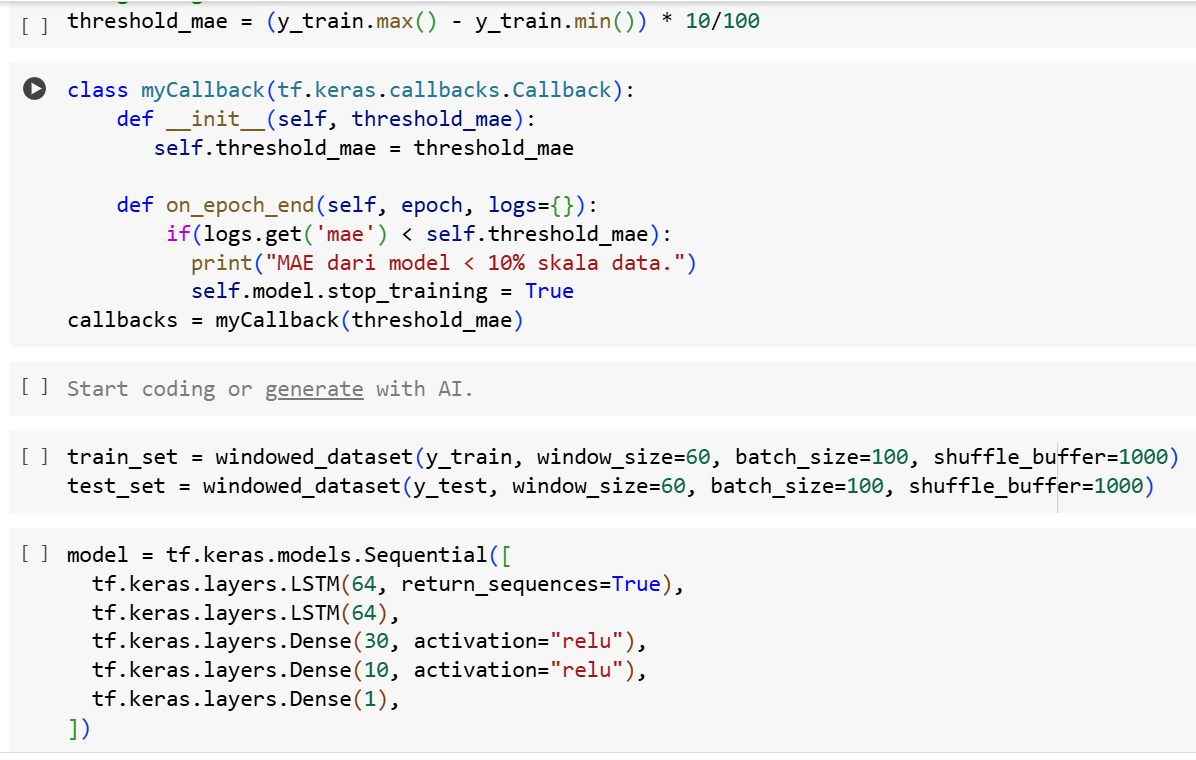 [ ] threshold_mae = (y_train.max() - y_train.min()) * 10/100
class myCallback(tf.keras.callbacks.Callback):
    def __init__(self, threshold_mae):
       self.threshold_mae = threshold_mae
    def on_epoch_end(self, epoch, logs={}):
        if(logs.get('mae') < self.threshold_mae):
          print("MAE dari model < 10% skala data.")
          self.model.stop_training = True
callbacks = myCallback(threshold_mae)
[ ] Start coding or generate with AI.
[ ] train_set = windowed_dataset(y_train, window_size=60, batch_size=100, shuffle_buffer=1000)
test_set = windowed_dataset(y_test, window_size=60, batch_size=100, shuffle_buffer=1000)
[ ] model = tf.keras.models.Sequential([
  tf.keras.layers.LSTM(64, return_sequences=True),
  tf.keras.layers.LSTM(64),
  tf.keras.layers.Dense(30, activation="relu"),
  tf.keras.layers.Dense(10, activation="relu"),
  tf.keras.layers.Dense(1),
])